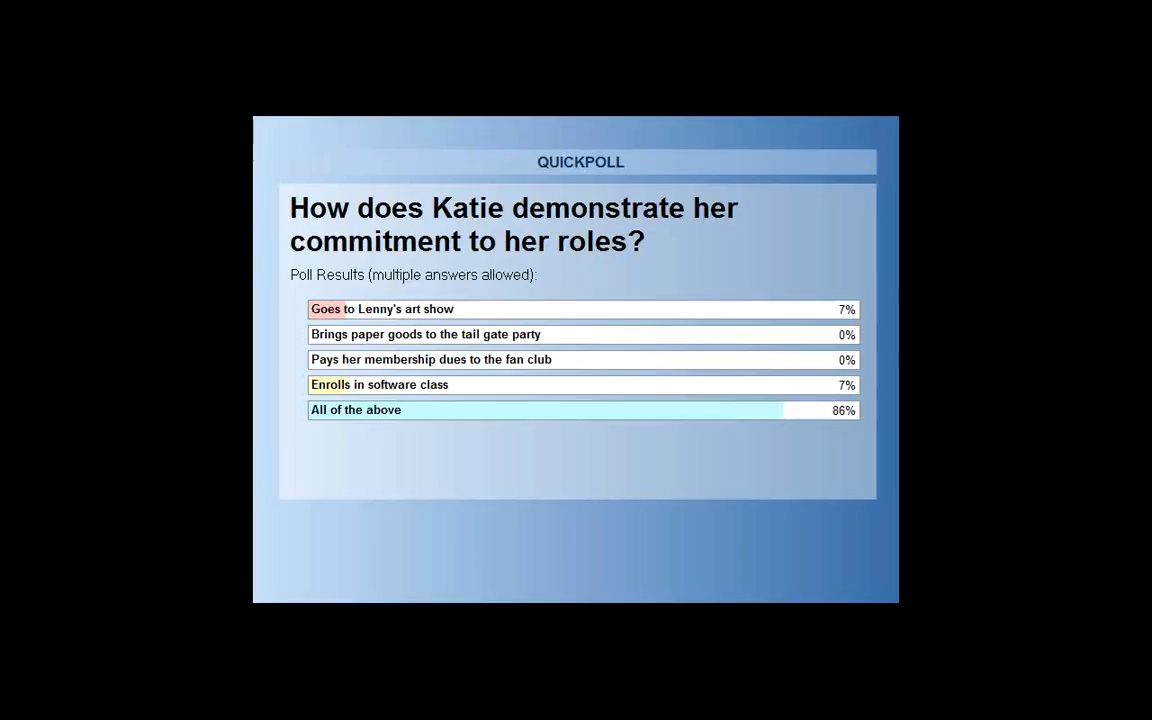 QUICKPOLL
How does Katie demonstrate her
commitment to her roles?
Poll Results (multiple answers allowed):
Goes to Lenny's art show 7%
Brings paper goods to the tail gate party 0%
Pays her membership dues to the fan club 0%
Enrolls in software class 7%
All of the above 86%